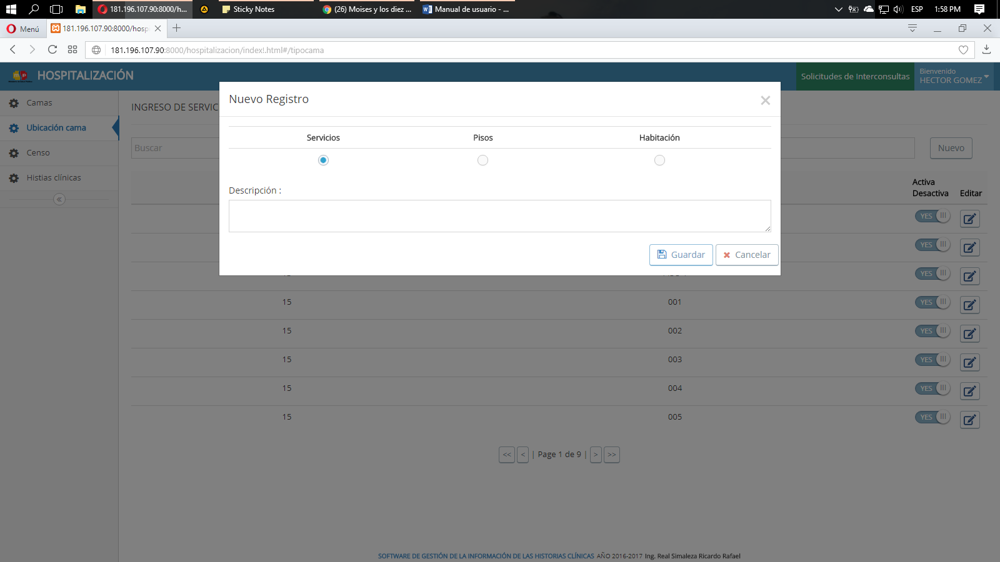 181.196.107.90:8000/h...
Sticky Notes
(26) Moises y los diez ...
Manual de usuario - ...
ESP
1:58 PM
Menú
181.196.107.90:8000/hosp
181.196.107.90:8000/hospitalizacion/index!.html#/tipocama
HOSPITALIZACIÓN
Solicitudes de Interconsultas
Bienvenido
HECTOR GOMEZ
Camas
Ubicación cama
Censo
Histias clínicas
INGRESO DE SERVIC
Buscar
Nuevo
Nuevo Registro
Servicios Pisos Habitación
Descripción :
Guardar Cancelar
Activa
Desactiva Editar
YES
YES
YES
15 001 YES
15 002 YES
15 003 YES
15 004 YES
15 005 YES
<< < | Page 1 de 9 | > >>
SOFTWARE DE GESTIÓN DE LA INFORMACIÓN DE LAS HISTORIAS CLÍNICAS AÑO 2016-2017 Ing. Real Simaleza Ricardo Rafael